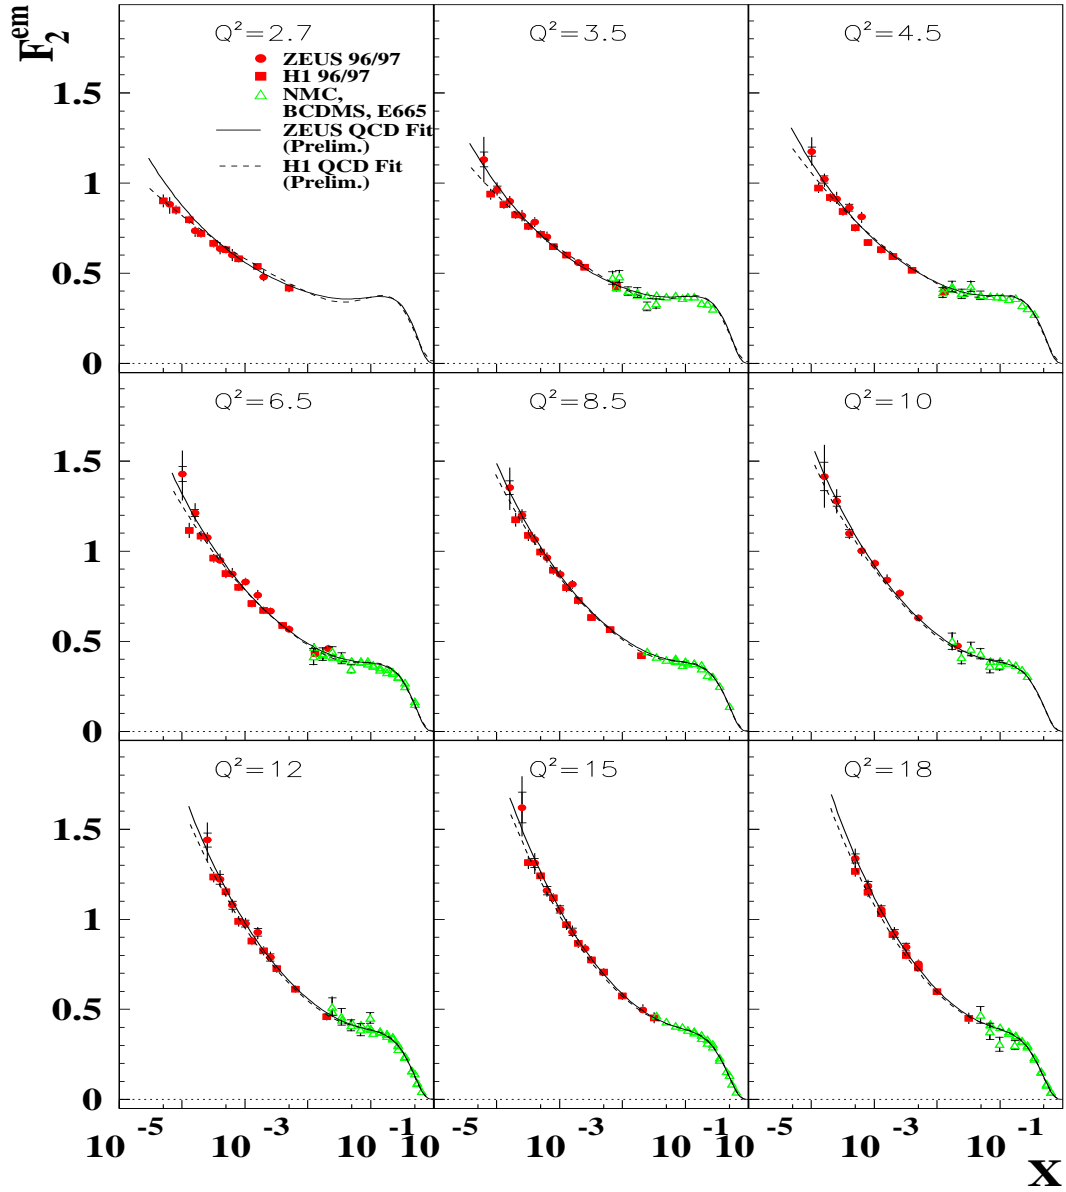 F₂ᵉᵐ
Q²=2.7
Q²=3.5
Q²=4.5
ZEUS 96/97
H1 96/97
NMC,
BCDMS, E665
ZEUS QCD Fit
(Prelim.)
H1 QCD Fit
(Prelim.)
1.5
1
0.5
0
Q²=6.5
Q²=8.5
Q²=10
1.5
1
0.5
0
Q²=12
Q²=15
Q²=18
1.5
1
0.5
0
10⁻⁵ 10⁻³ 10⁻¹ 10⁻⁵ 10⁻³ 10⁻¹ 10⁻⁵ 10⁻³ 10⁻¹
x